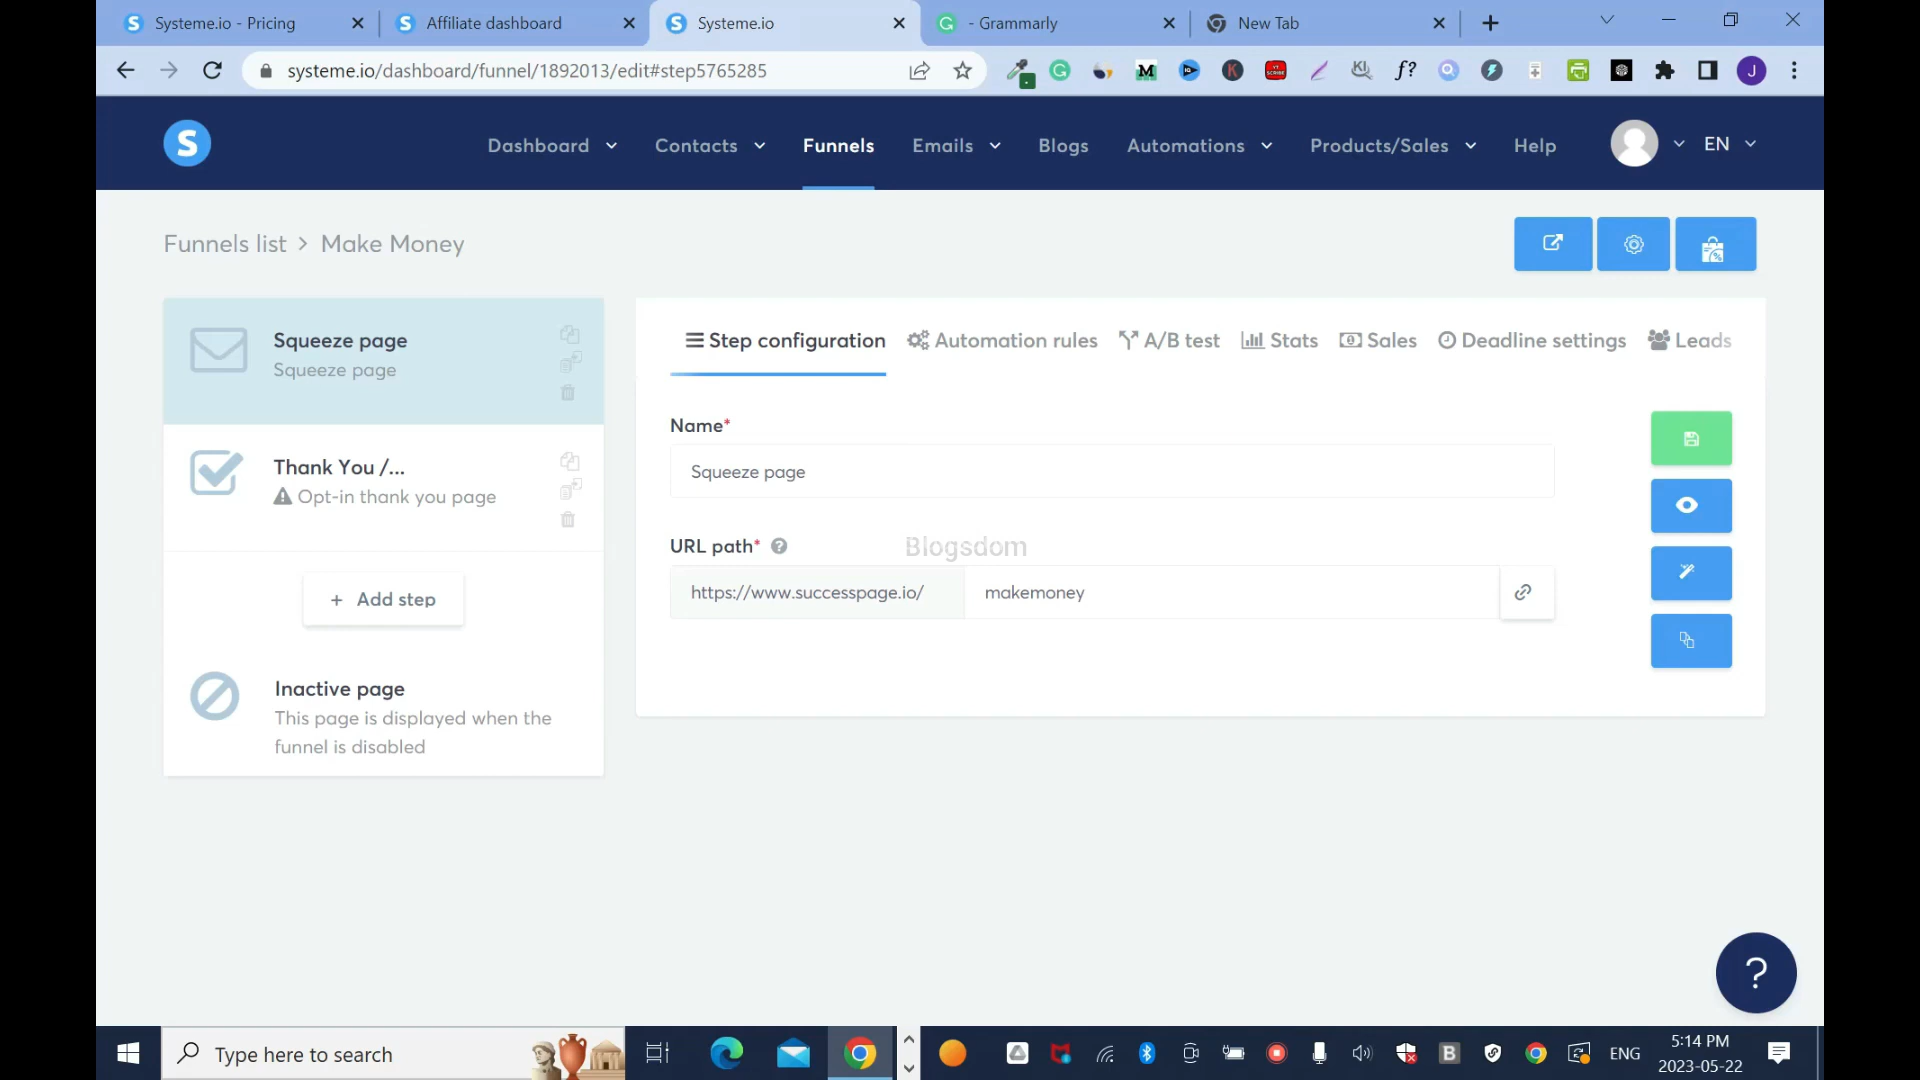 Systeme.io - Pricing
Affiliate dashboard
Systeme.io
- Grammarly
New Tab
systeme.io/dashboard/funnel/1892013/edit#step5765285
Dashboard
Contacts
Funnels
Emails
Blogs
Automations
Products/Sales
Help
EN
Funnels list > Make Money
Squeeze page
Squeeze page
Thank You /...
Opt-in thank you page
+ Add step
Inactive page
This page is displayed when the
funnel is disabled
Step configuration
Automation rules
A/B test
Stats
Sales
Deadline settings
Leads
Name*
Squeeze page
URL path*
Blogsdom
https://www.successpage.io/
makemoney
?
Type here to search
ENG
5:14 PM
2023-05-22